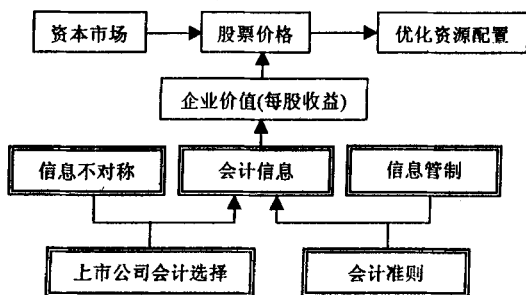 资本市场
股票价格
优化资源配置
企业价值(每股收益)
信息不对称
会计信息
信息管制
上市公司会计选择
会计准则